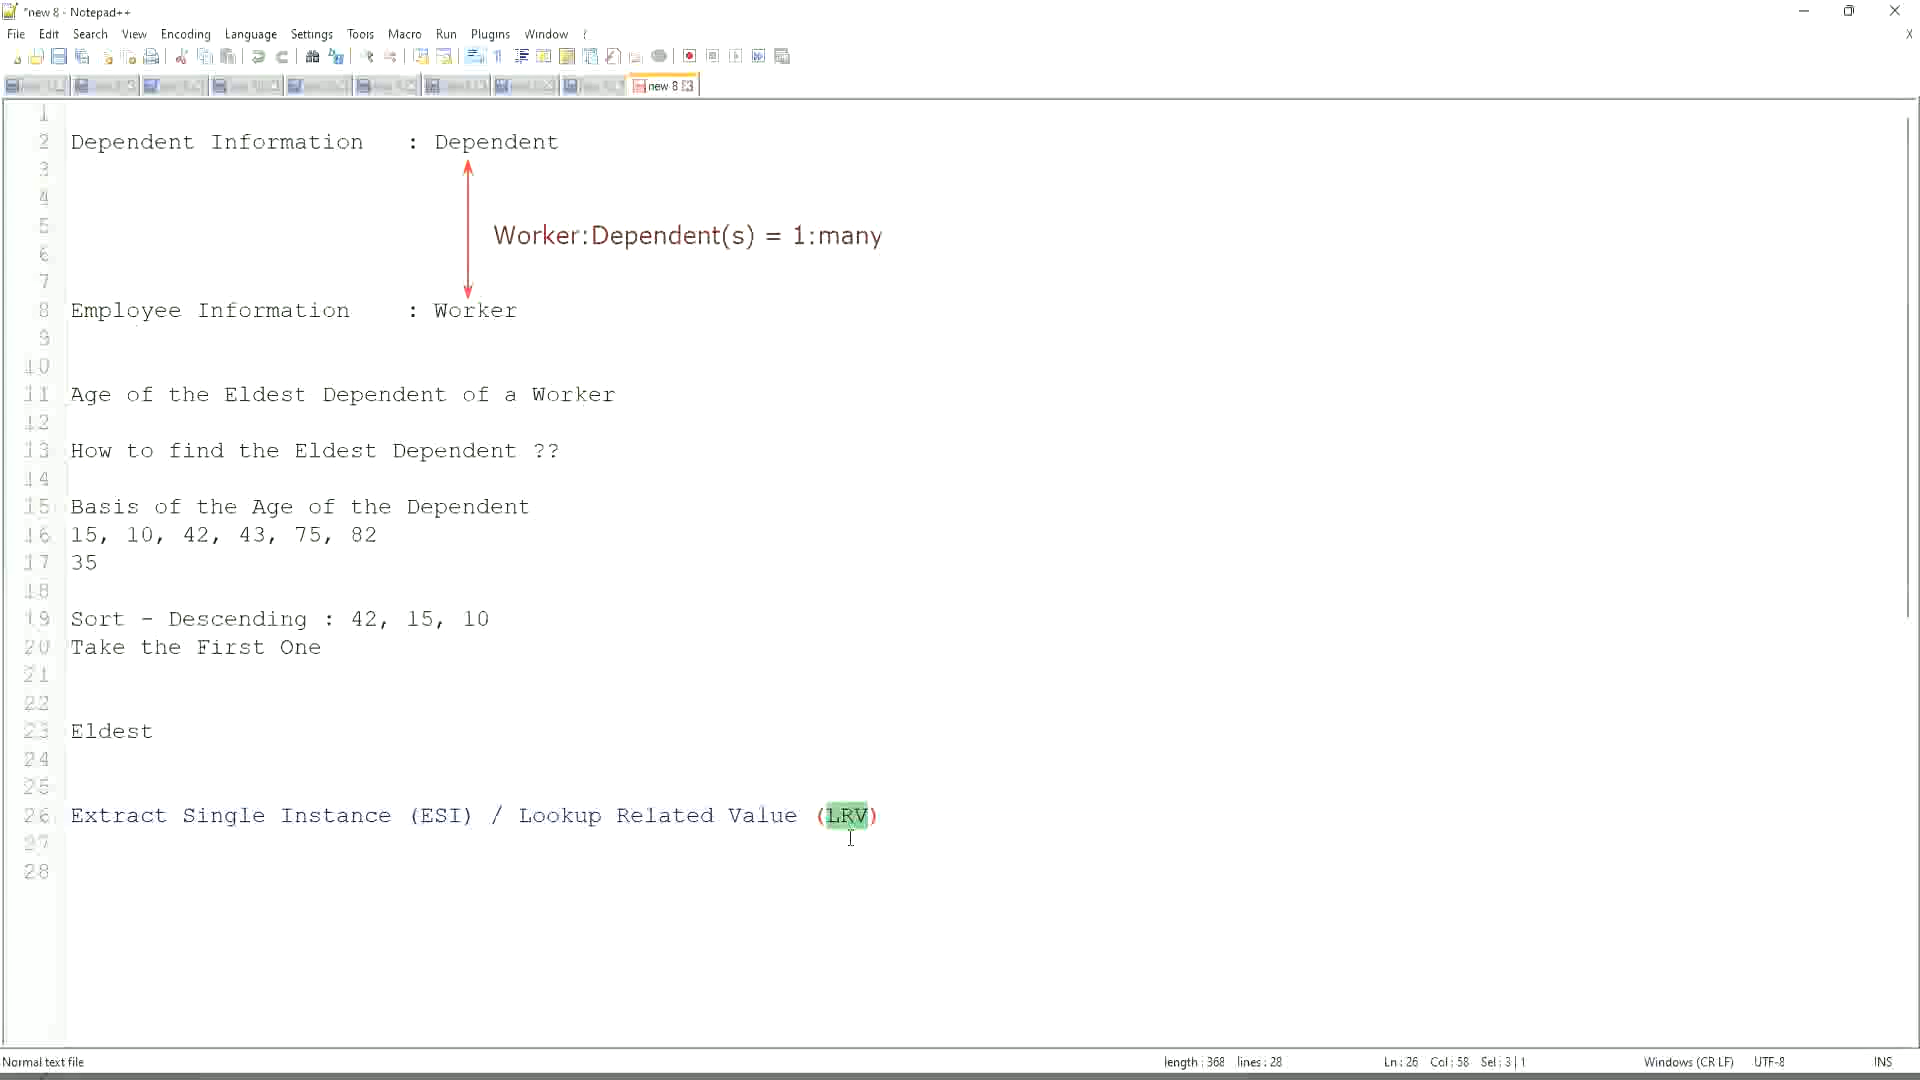 *new 8 - Notepad++
File Edit Search View Encoding Language Settings Tools Macro Run Plugins Window ?
new 8
1
2 Dependent Information : Dependent
3
4
5 Worker:Dependent(s) = 1:many
6
7
8 Employee Information : Worker
9
10
11 Age of the Eldest Dependent of a Worker
12
13 How to find the Eldest Dependent ??
14
15 Basis of the Age of the Dependent
16 15, 10, 42, 43, 75, 82
17 35
18
19 Sort - Descending : 42, 15, 10
20 Take the First One
21
22
23 Eldest
24
25
26 Extract Single Instance (ESI) / Lookup Related Value (LRV)
27
28
Normal text file length : 368 lines : 28 Ln : 26 Col : 58 Sel : 3 | 1 Windows (CR LF) UTF-8 INS